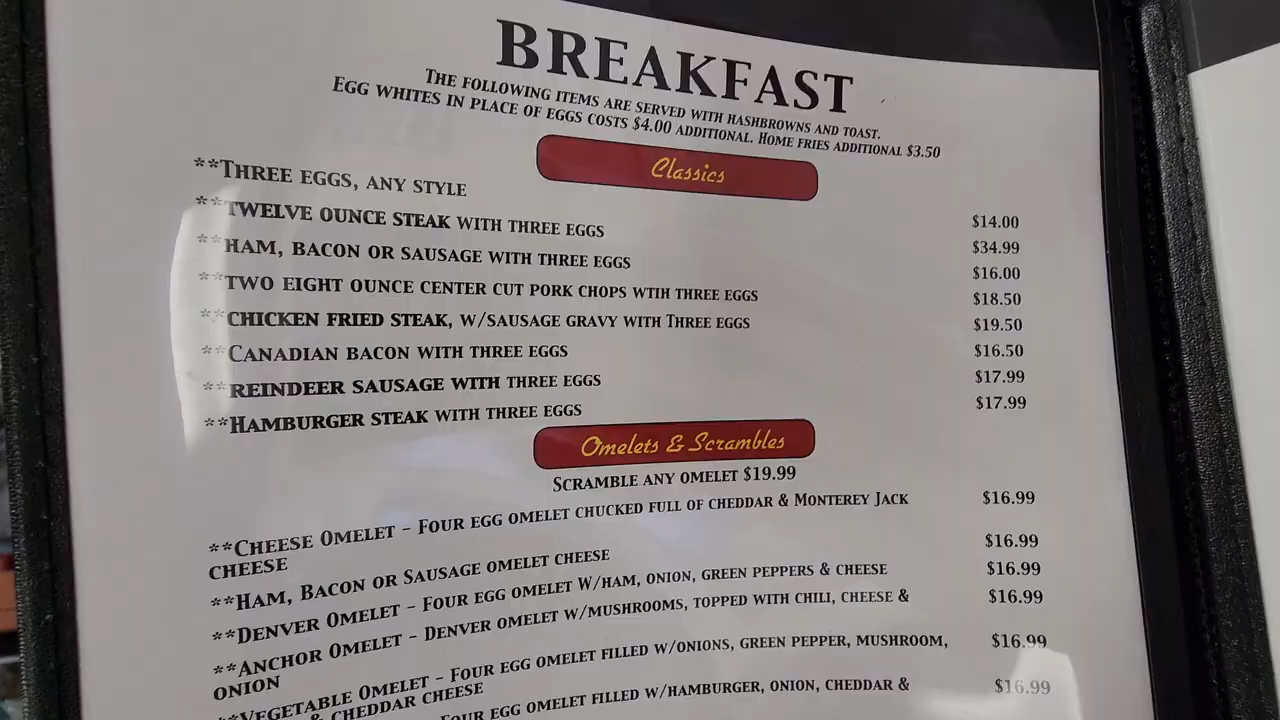 BREAKFAST
THE FOLLOWING ITEMS ARE SERVED WITH HASHBROWNS AND TOAST.
EGG WHITES IN PLACE OF EGGS COSTS $4.00 ADDITIONAL. HOME FRIES ADDITIONAL $3.50
Classics
**THREE EGGS, ANY STYLE $14.00
**TWELVE OUNCE STEAK WITH THREE EGGS $34.99
**HAM, BACON OR SAUSAGE WITH THREE EGGS $16.00
**TWO EIGHT OUNCE CENTER CUT PORK CHOPS WTIH THREE EGGS $18.50
**CHICKEN FRIED STEAK, W/SAUSAGE GRAVY WITH THREE EGGS $19.50
**CANADIAN BACON WITH THREE EGGS $16.50
**REINDEER SAUSAGE WITH THREE EGGS $17.99
**HAMBURGER STEAK WITH THREE EGGS $17.99
Omelets & Scrambles
SCRAMBLE ANY OMELET $19.99
**CHEESE OMELET - FOUR EGG OMELET CHUCKED FULL OF CHEDDAR & MONTEREY JACK $16.99
CHEESE
**HAM, BACON OR SAUSAGE OMELET CHEESE $16.99
**DENVER OMELET - FOUR EGG OMELET W/HAM, ONION, GREEN PEPPERS & CHEESE $16.99
**ANCHOR OMELET - DENVER OMELET W/MUSHROOMS, TOPPED WITH CHILI, CHEESE & $16.99
ONION
**VEGETABLE OMELET - FOUR EGG OMELET FILLED W/ONIONS, GREEN PEPPER, MUSHROOM, $16.99
& CHEDDAR CHEESE
FOUR EGG OMELET FILLED W/HAMBURGER, ONION, CHEDDAR & $16.99